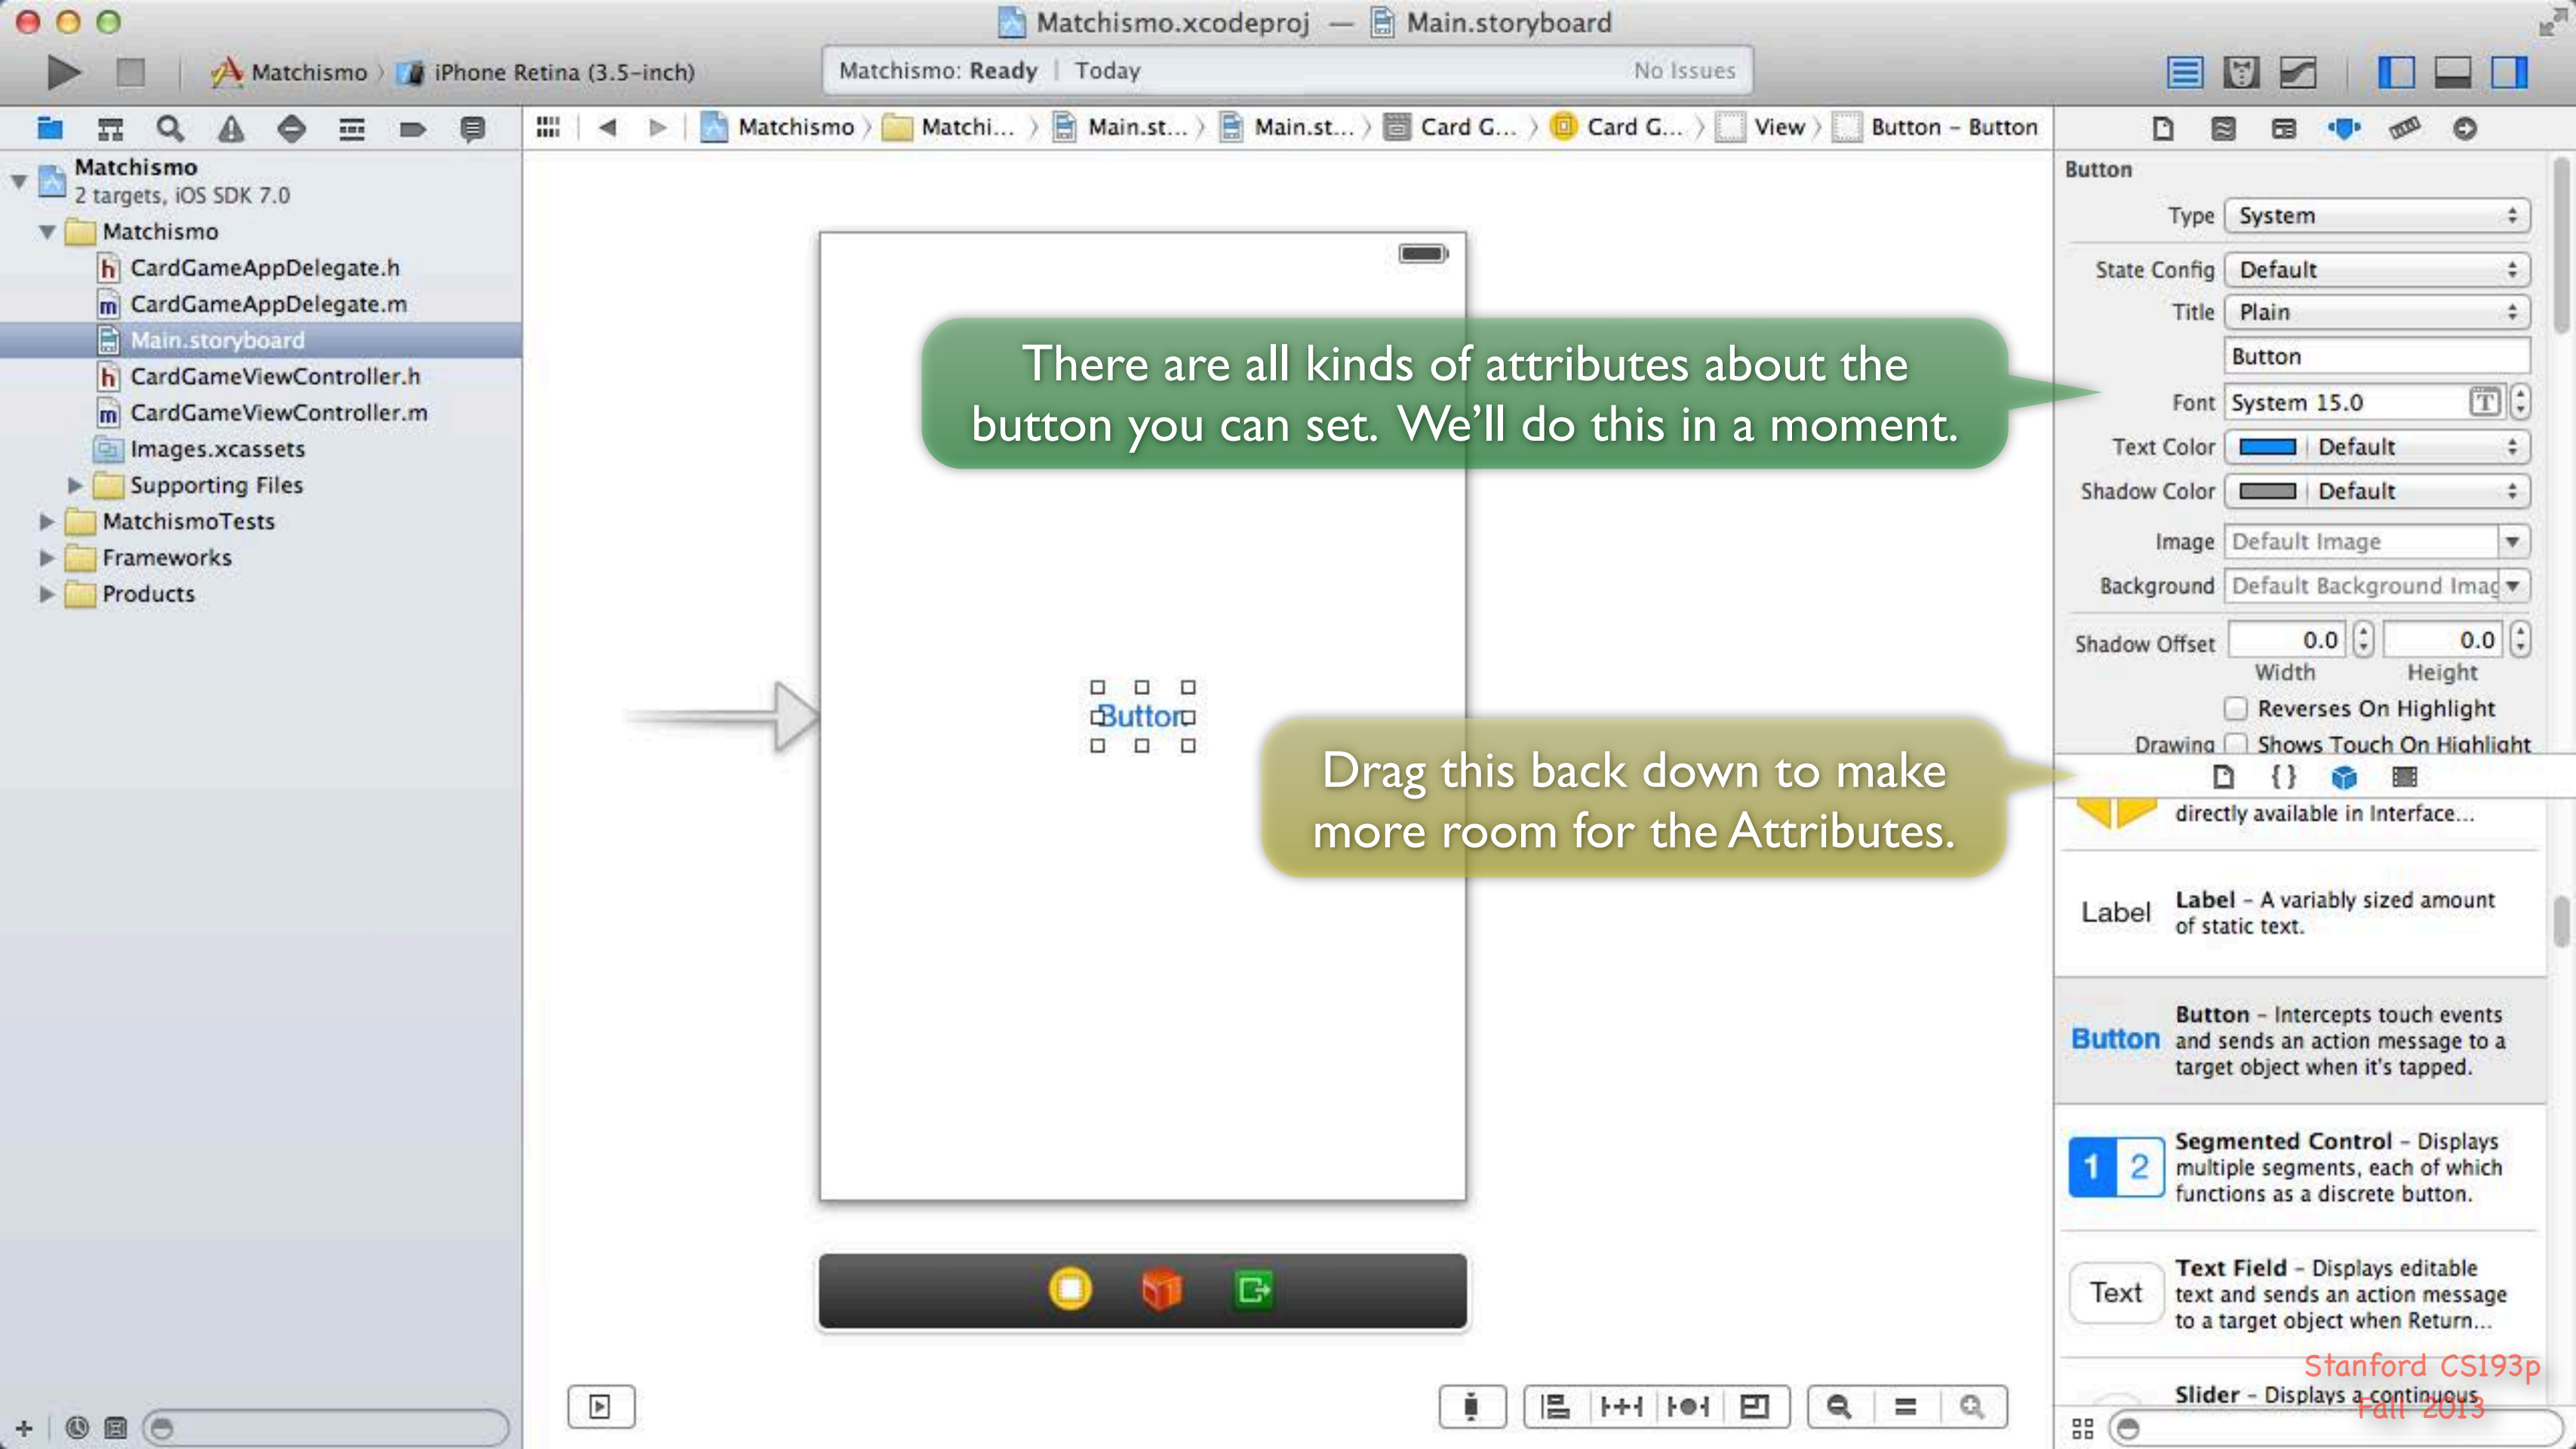 Matchismo.xcodeproj — Main.storyboard
Matchismo 〉 iPhone Retina (3.5-inch)
Matchismo: Ready | Today
No Issues
Matchismo 〉 Matchi... 〉 Main.st... 〉 Main.st... 〉 Card G... 〉 Card G... 〉 View 〉 Button – Button
Matchismo
2 targets, iOS SDK 7.0
Matchismo
h CardGameAppDelegate.h
m CardGameAppDelegate.m
Main.storyboard
h CardGameViewController.h
m CardGameViewController.m
Images.xcassets
Supporting Files
MatchismoTests
Frameworks
Products
There are all kinds of attributes about the
button you can set. We'll do this in a moment.
Button
Drag this back down to make
more room for the Attributes.
Button
Type System
State Config Default
Title Plain
Button
Font System 15.0 T
Text Color Default
Shadow Color Default
Image Default Image
Background Default Background Imag
Shadow Offset 0.0 0.0
Width Height
Reverses On Highlight
Drawing Shows Touch On Highlight
{ }
directly available in Interface...
Label
Label – A variably sized amount
of static text.
Button
Button – Intercepts touch events
and sends an action message to a
target object when it's tapped.
1 2
Segmented Control – Displays
multiple segments, each of which
functions as a discrete button.
Text
Text Field – Displays editable
text and sends an action message
to a target object when Return...
Slider – Displays a continuous
Stanford CS193p
Fall 2013